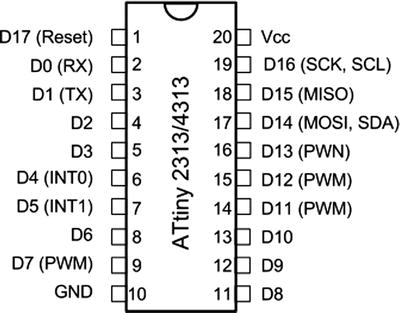 D17 (Reset) 1 20 Vcc
D0 (RX) 2 19 D16 (SCK, SCL)
D1 (TX) 3 18 D15 (MISO)
D2 4 17 D14 (MOSI, SDA)
D3 5 16 D13 (PWN)
D4 (INT0) 6 15 D12 (PWM)
D5 (INT1) 7 14 D11 (PWM)
D6 8 13 D10
D7 (PWM) 9 12 D9
GND 10 11 D8
ATtiny 2313/4313